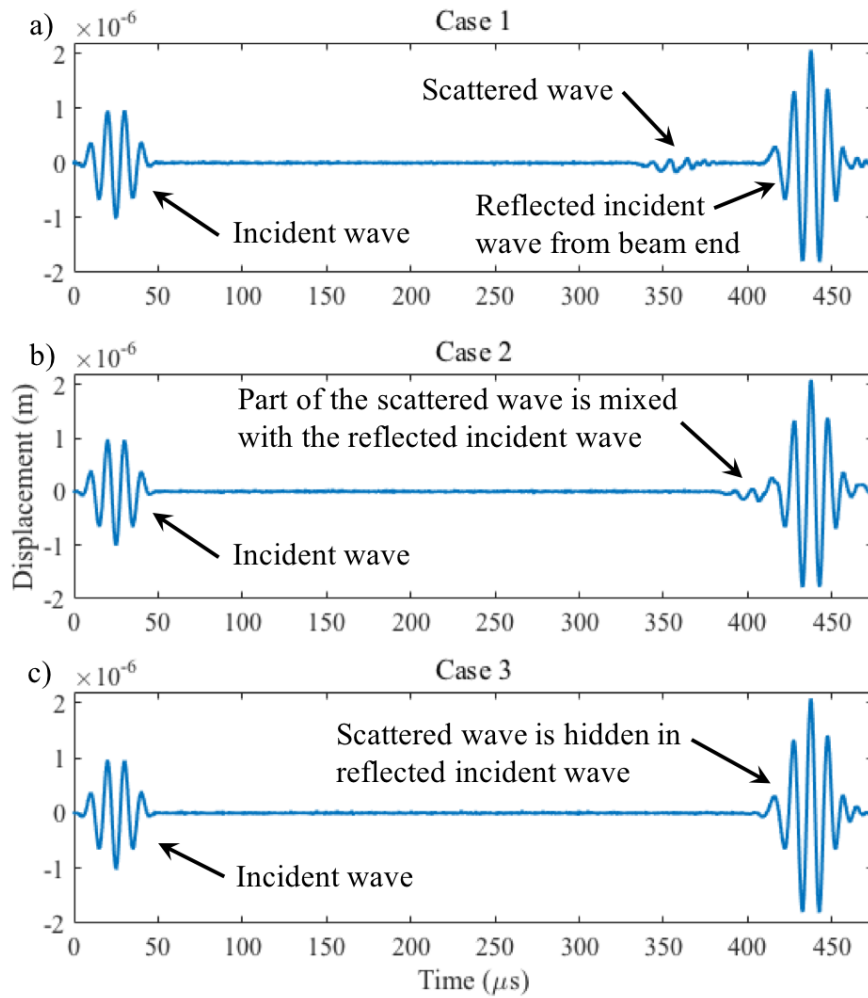 a) ×10⁻⁶ Case 1
2
1
0
-1
-2
Scattered wave
Incident wave
Reflected incident
wave from beam end
0 50 100 150 200 250 300 350 400 450
b) ×10⁻⁶ Case 2
2
1
0
-1
-2
Part of the scattered wave is mixed
with the reflected incident wave
Incident wave
0 50 100 150 200 250 300 350 400 450
Displacement (m)
c) ×10⁻⁶ Case 3
2
1
0
-1
-2
Scattered wave is hidden in
reflected incident wave
Incident wave
0 50 100 150 200 250 300 350 400 450
Time (μs)